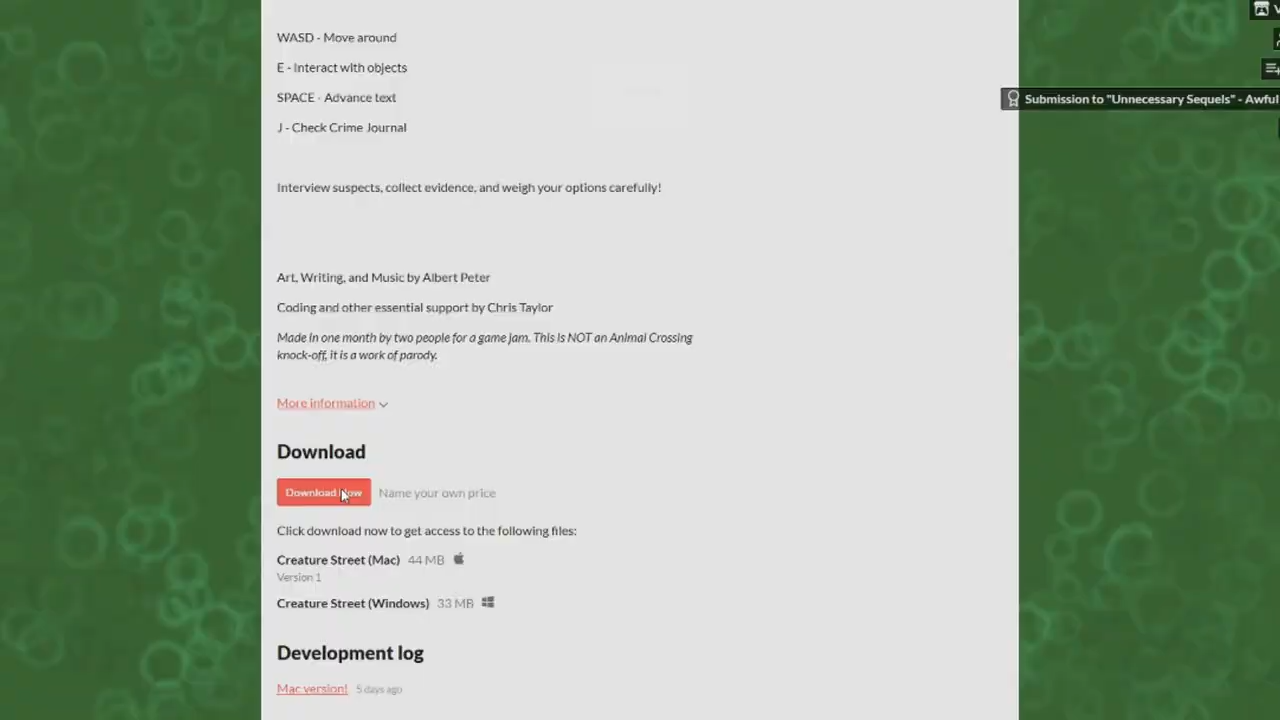 WASD - Move around
E - Interact with objects
SPACE - Advance text
Submission to "Unnecessary Sequels" - Awful
J - Check Crime Journal
Interview suspects, collect evidence, and weigh your options carefully!
Art, Writing, and Music by Albert Peter
Coding and other essential support by Chris Taylor
Made in one month by two people for a game jam. This is NOT an Animal Crossing
knock-off, it is a work of parody.
More information
Download
Download Now Name your own price
Click download now to get access to the following files:
Creature Street (Mac) 44 MB
Version 1
Creature Street (Windows) 33 MB
Development log
Mac version! 5 days ago